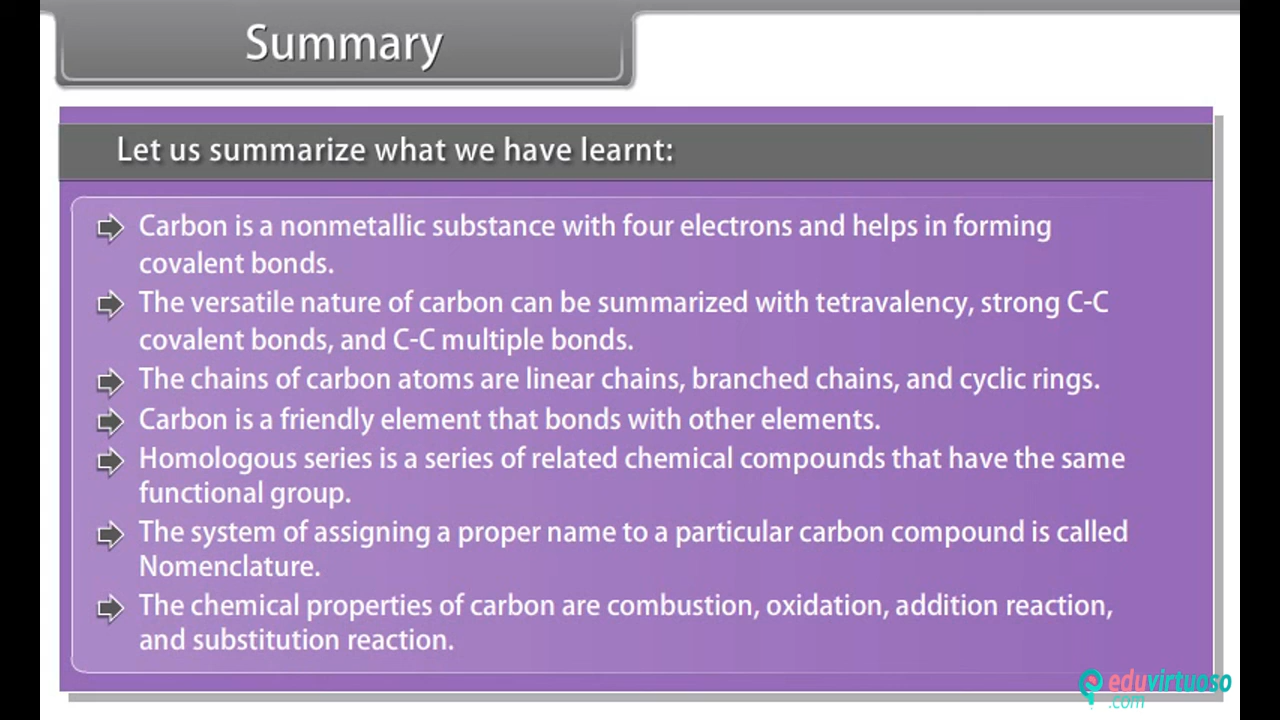 Summary
Let us summarize what we have learnt:
Carbon is a nonmetallic substance with four electrons and helps in forming
covalent bonds.
The versatile nature of carbon can be summarized with tetravalency, strong C-C
covalent bonds, and C-C multiple bonds.
The chains of carbon atoms are linear chains, branched chains, and cyclic rings.
Carbon is a friendly element that bonds with other elements.
Homologous series is a series of related chemical compounds that have the same
functional group.
The system of assigning a proper name to a particular carbon compound is called
Nomenclature.
The chemical properties of carbon are combustion, oxidation, addition reaction,
and substitution reaction.
eduvirtuoso
.com